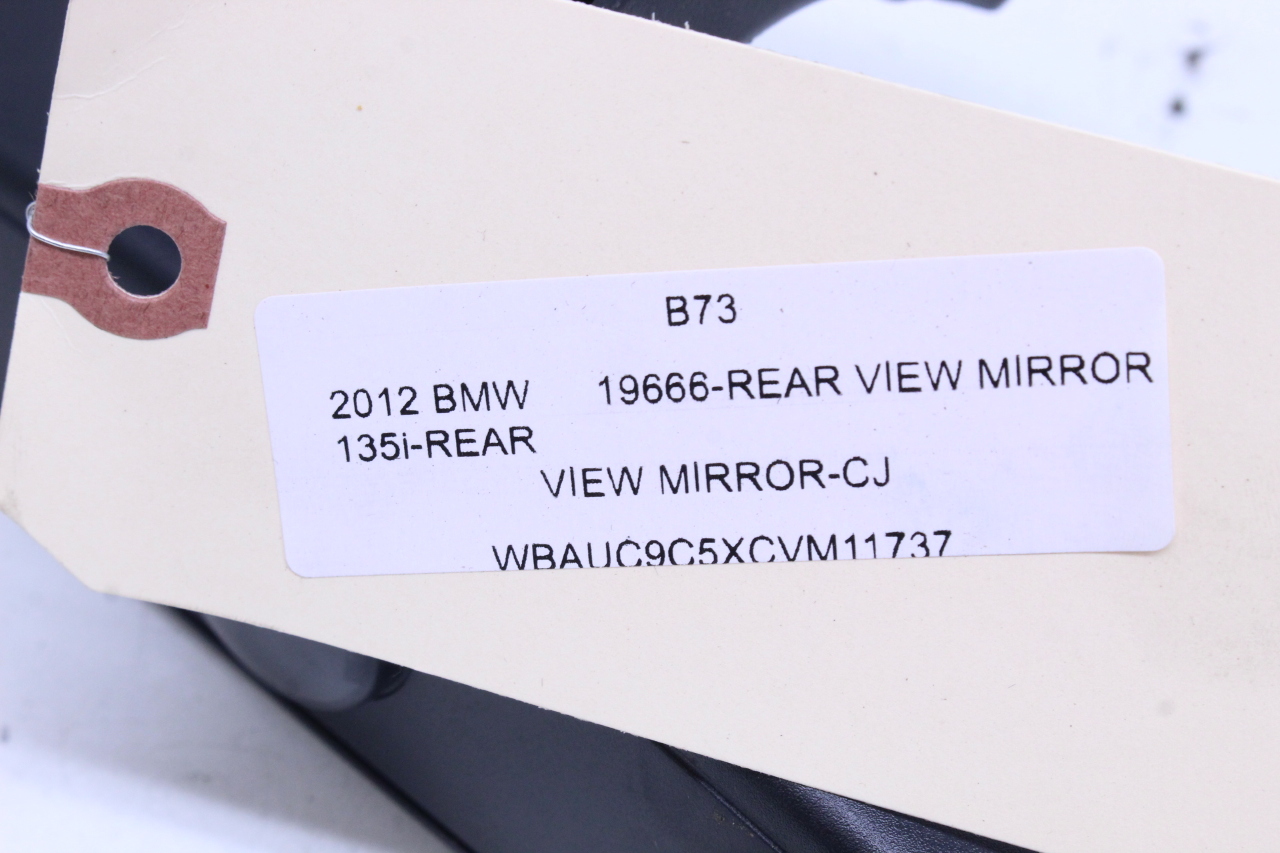 B73
2012 BMW 19666-REAR VIEW MIRROR
135i-REAR
VIEW MIRROR-CJ
WBAUC9C5XCVM11737